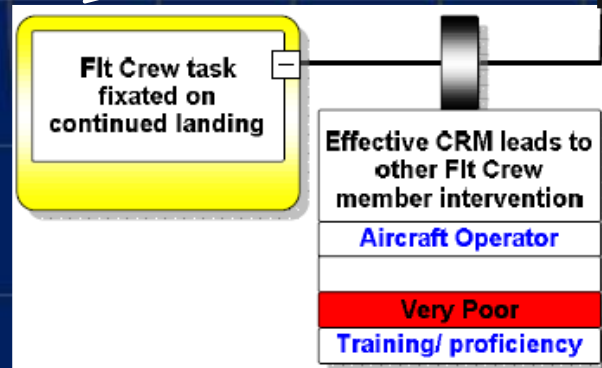 Flt Crew task
fixated on
continued landing
Effective CRM leads to
other Flt Crew
member intervention
Aircraft Operator
Very Poor
Training/ proficiency